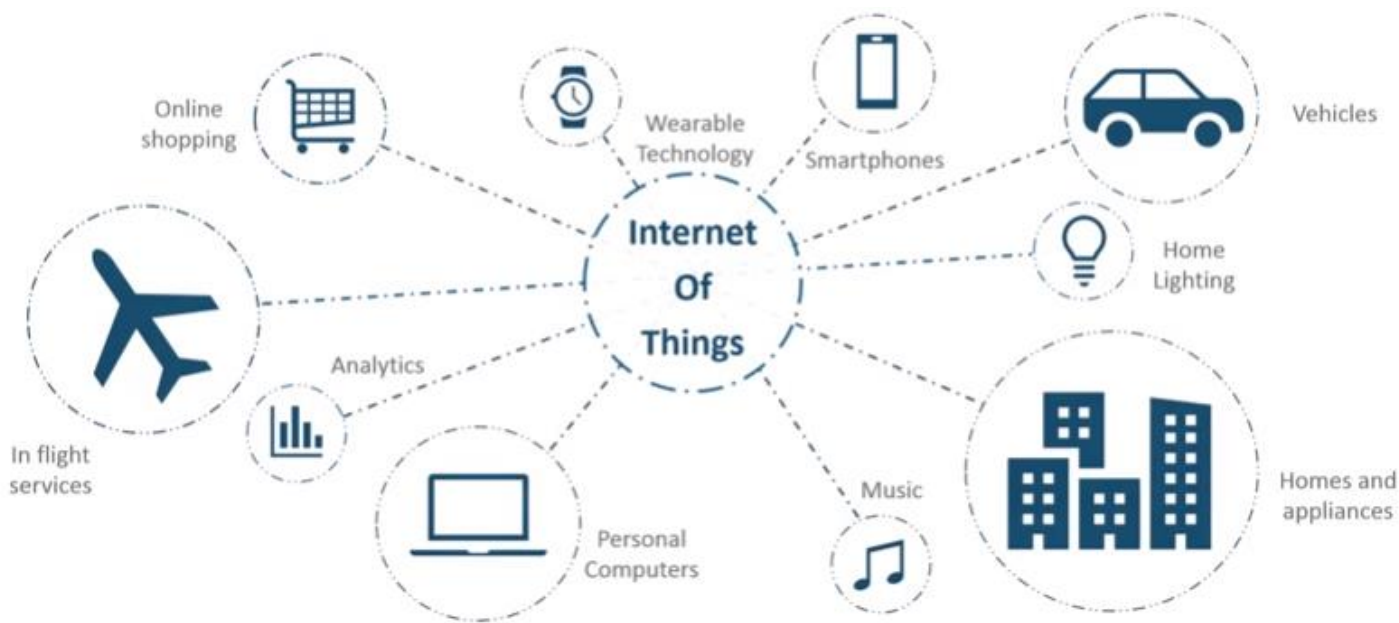 Online
shopping
Wearable
Technology
Smartphones
Vehicles
Internet
Of
Things
Home
Lighting
In flight
services
Analytics
Personal
Computers
Music
Homes and
appliances